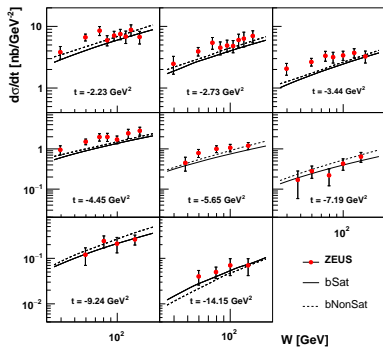 dσ/dt [nb/GeV²]
10
1
t = -2.23 GeV²
t = -2.73 GeV²
t = -3.44 GeV²
1
10⁻¹
t = -4.45 GeV²
t = -5.65 GeV²
t = -7.19 GeV²
10²
10⁻¹
10⁻²
t = -9.24 GeV²
t = -14.15 GeV²
ZEUS
bSat
bNonSat
10²
10²
W [GeV]